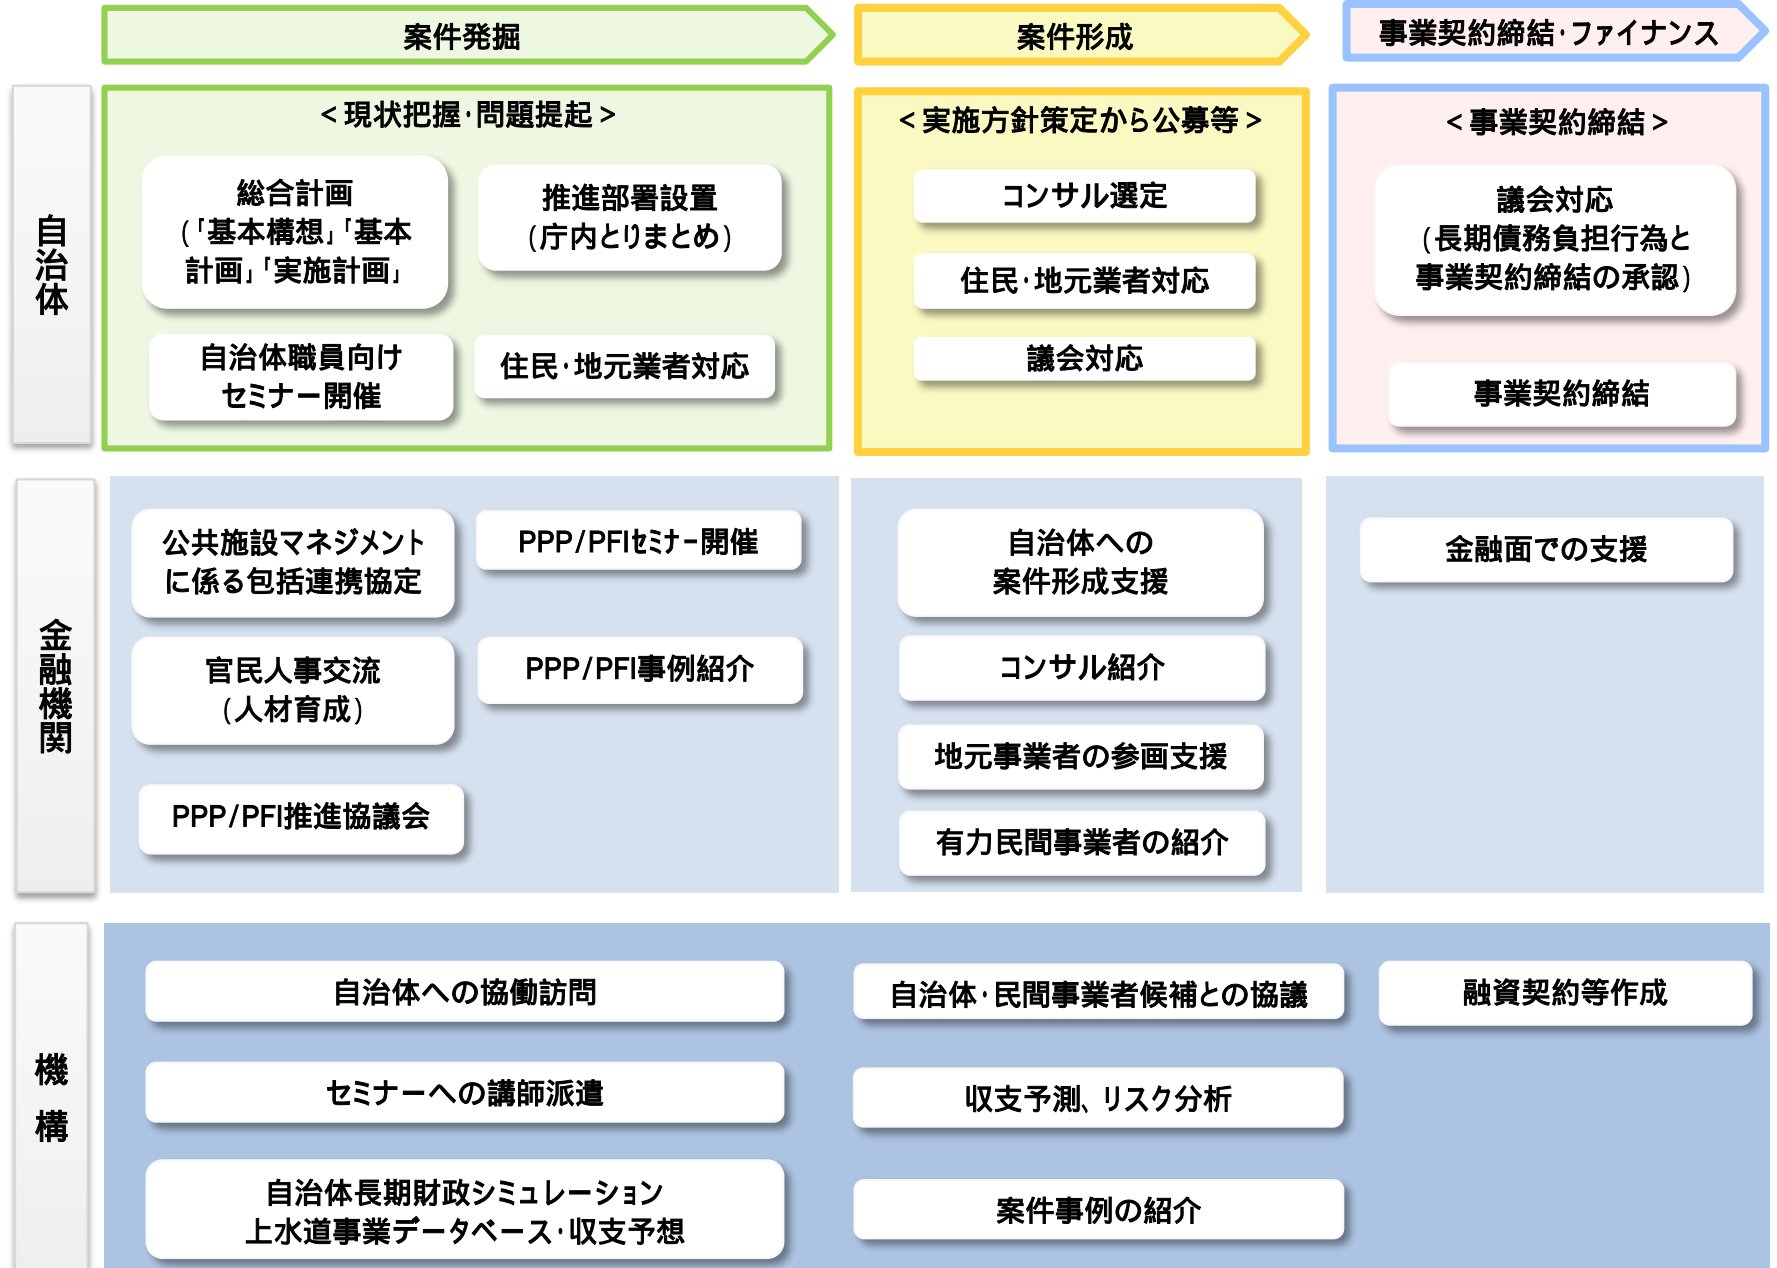 案件発掘
案件形成
事業契約締結・ファイナンス
自治体
＜現状把握・問題提起＞
総合計画
（「基本構想」「基本
計画」「実施計画」
推進部署設置
（庁内とりまとめ）
自治体職員向け
セミナー開催
住民・地元業者対応
＜実施方針策定から公募等＞
コンサル選定
住民・地元業者対応
議会対応
＜事業契約締結＞
議会対応
（長期債務負担行為と
事業契約締結の承認）
事業契約締結
金融機関
公共施設マネジメント
に係る包括連携協定
PPP/PFIセミナー開催
官民人事交流
（人材育成）
PPP/PFI事例紹介
PPP/PFI推進協議会
自治体への
案件形成支援
コンサル紹介
地元事業者の参画支援
有力民間事業者の紹介
金融面での支援
機構
自治体への協働訪問
セミナーへの講師派遣
自治体長期財政シミュレーション
上水道事業データベース・収支予想
自治体・民間事業者候補との協議
収支予測、リスク分析
案件事例の紹介
融資契約等作成